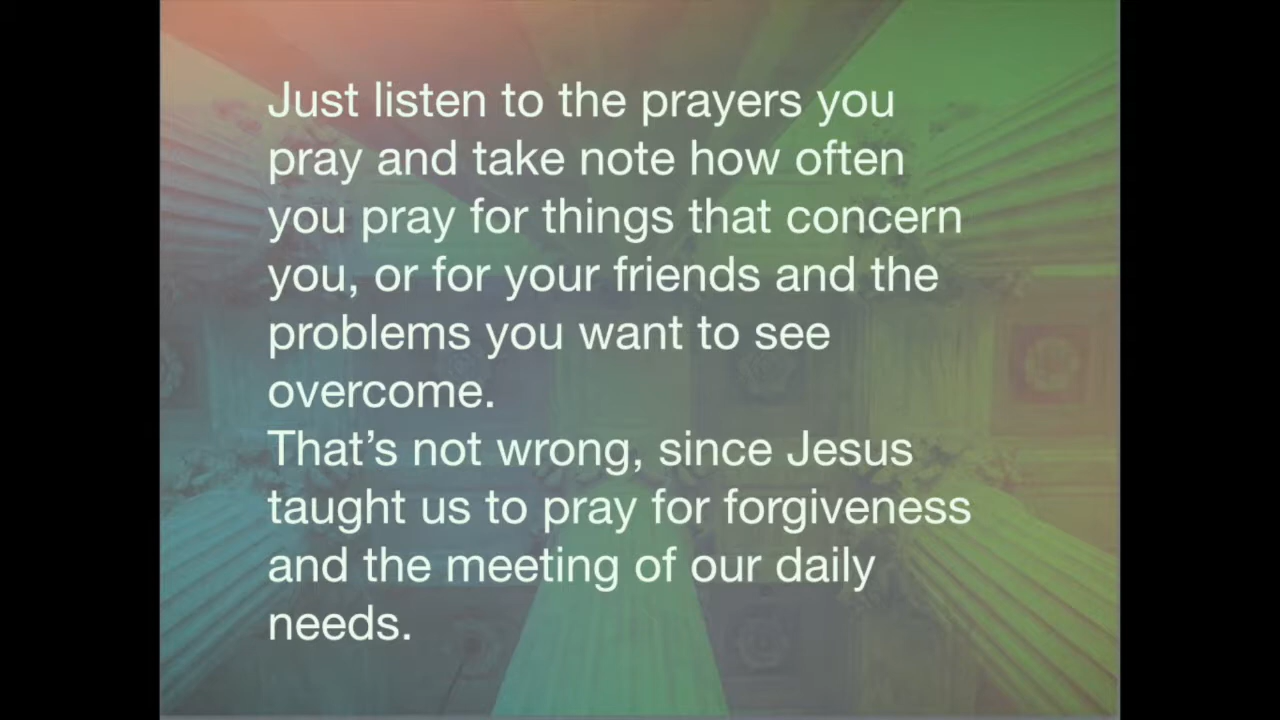 Just listen to the prayers you
pray and take note how often
you pray for things that concern
you, or for your friends and the
problems you want to see
overcome.
That’s not wrong, since Jesus
taught us to pray for forgiveness
and the meeting of our daily
needs.